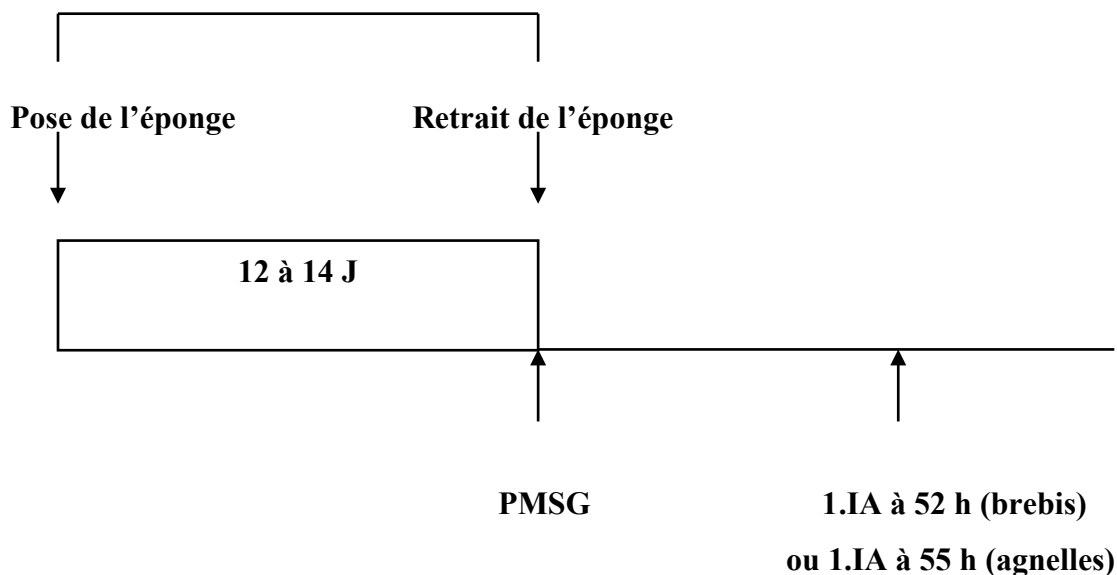 Pose de l'éponge Retrait de l'éponge
12 à 14 J
PMSG 1.IA à 52 h (brebis)
ou 1.IA à 55 h (agnelles)